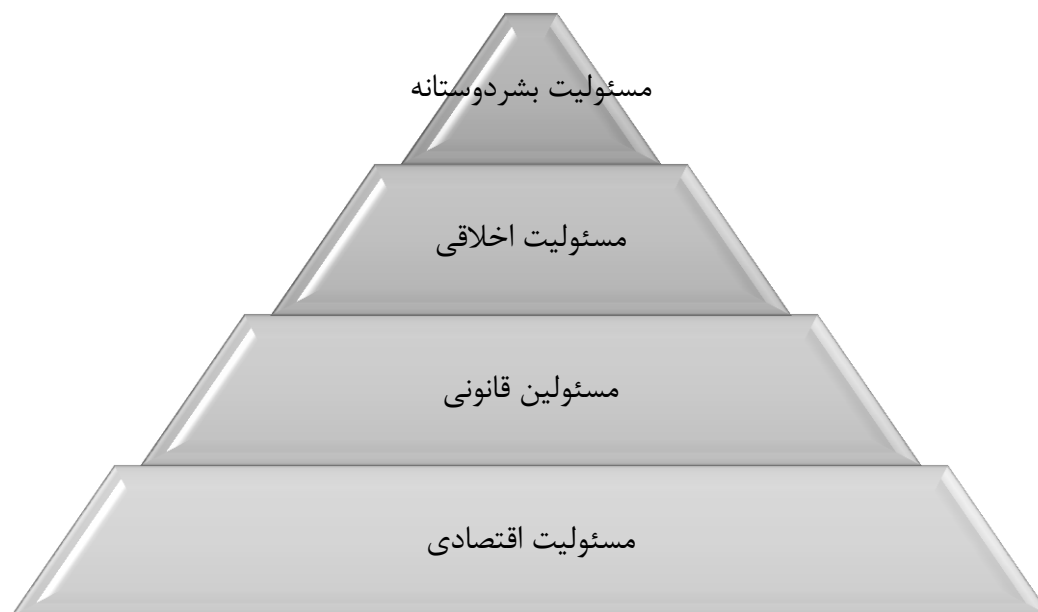 مسئولیت بشردوستانه
مسئولیت اخلاقی
مسئولین قانونی
مسئولیت اقتصادی